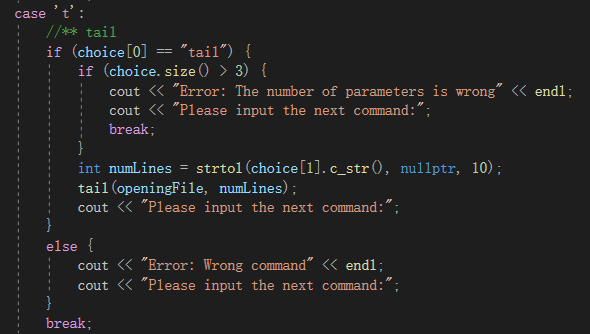 case 't':
//** tail
if (choice[0] == "tail") {
if (choice.size() > 3) {
cout << "Error: The number of parameters is wrong" << endl;
cout << "Please input the next command:";
break;
}
int numLines = strtol(choice[1].c_str(), nullptr, 10);
tail(openingFile, numLines);
cout << "Please input the next command:";
}
else {
cout << "Error: Wrong command" << endl;
cout << "Please input the next command:";
}
break;